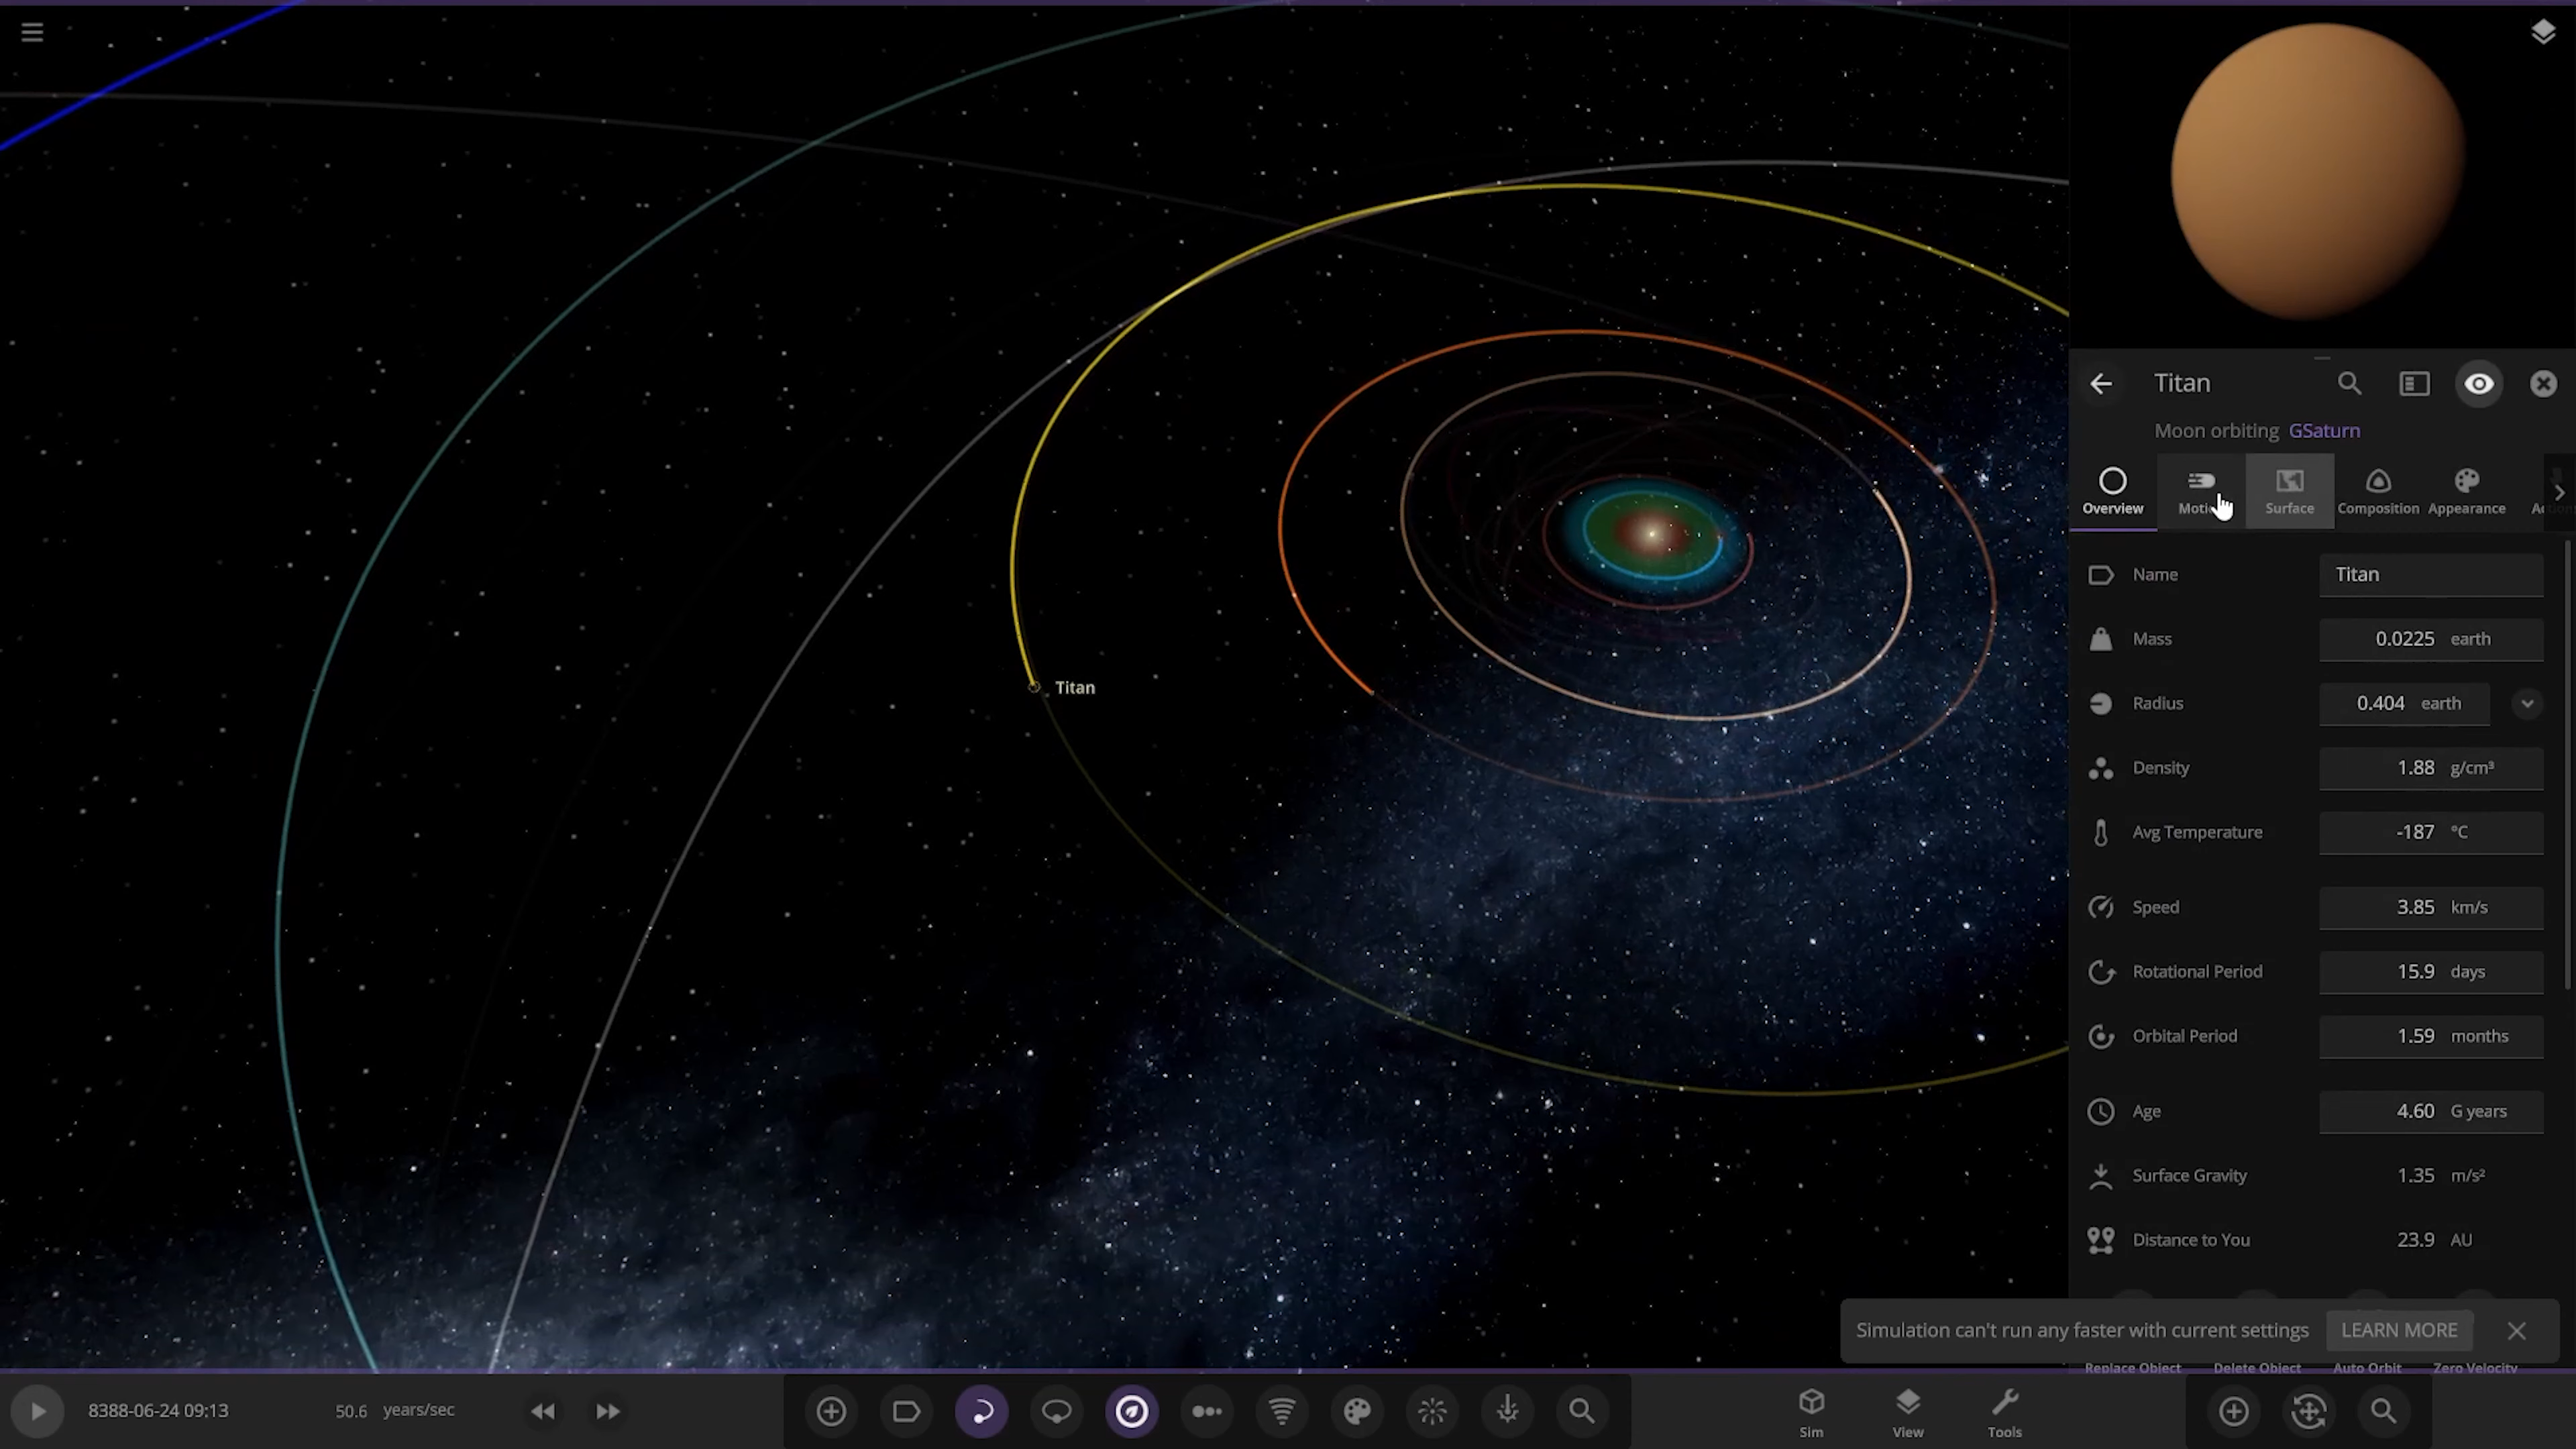 Titan
Moon orbiting GSaturn
Overview
Surface
Composition
Appearance
Name Titan
Mass 0.0225 earth
Radius 0.404 earth
Density 1.88 g/cm³
Avg Temperature -187 °C
Speed 3.85 km/s
Rotational Period 15.9 days
Orbital Period 1.59 months
Age 4.60 G years
Surface Gravity 1.35 m/s²
Distance to You 23.9 AU
Titan
Simulation can't run any faster with current settings LEARN MORE
Replace Object Delete Object Auto Orbit Zero Velocity
8388-06-24 09:13 50.6 years/sec
Sim View Tools